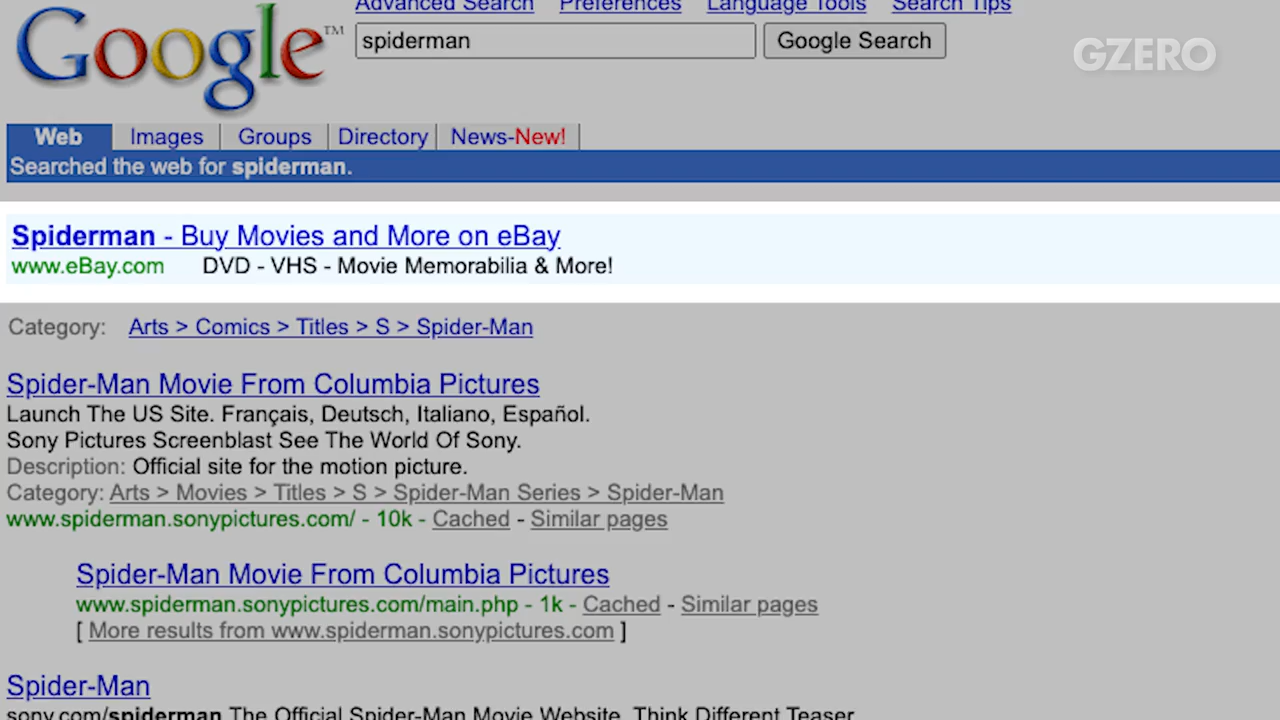 Advanced Search Preferences Language Tools Search Tips
Google™
spiderman Google Search
GZERO
Web Images Groups Directory News-New!
Searched the web for spiderman.
Spiderman - Buy Movies and More on eBay
www.eBay.com DVD - VHS - Movie Memorabilia & More!
Category: Arts > Comics > Titles > S > Spider-Man
Spider-Man Movie From Columbia Pictures
Launch The US Site. Français, Deutsch, Italiano, Español.
Sony Pictures Screenblast See The World Of Sony.
Description: Official site for the motion picture.
Category: Arts > Movies > Titles > S > Spider-Man Series > Spider-Man
www.spiderman.sonypictures.com/ - 10k - Cached - Similar pages
Spider-Man Movie From Columbia Pictures
www.spiderman.sonypictures.com/main.php - 1k - Cached - Similar pages
[ More results from www.spiderman.sonypictures.com ]
Spider-Man
sony.com/spiderman The Official Spider-Man Movie Website. Think Different Teaser